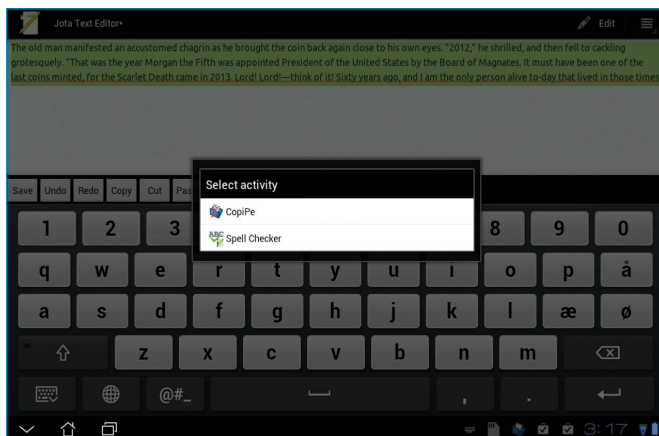 Jota Text Editor*
Edit
The old man manifested an accustomed chagrin as he brought the coin back again close to his own eyes. "2012," he shrilled, and then fell to cackling
grotesquely. "That was the year Morgan the Fifth was appointed President of the United States by the Board of Magnates. It must have been one of the
last coins minted, for the Scarlet Death came in 2013. Lord! Lord!—think of it! Sixty years ago, and I am the only person alive to-day that lived in those times
Select activity
CopiPe
ABC Spell Checker
Save Undo Redo Copy Cut Pas
1 2 3 8 9 0
q w e r t y u i o p å
a s d f g h j k l æ ø
z x c v b n m
@#_ , .
3:17